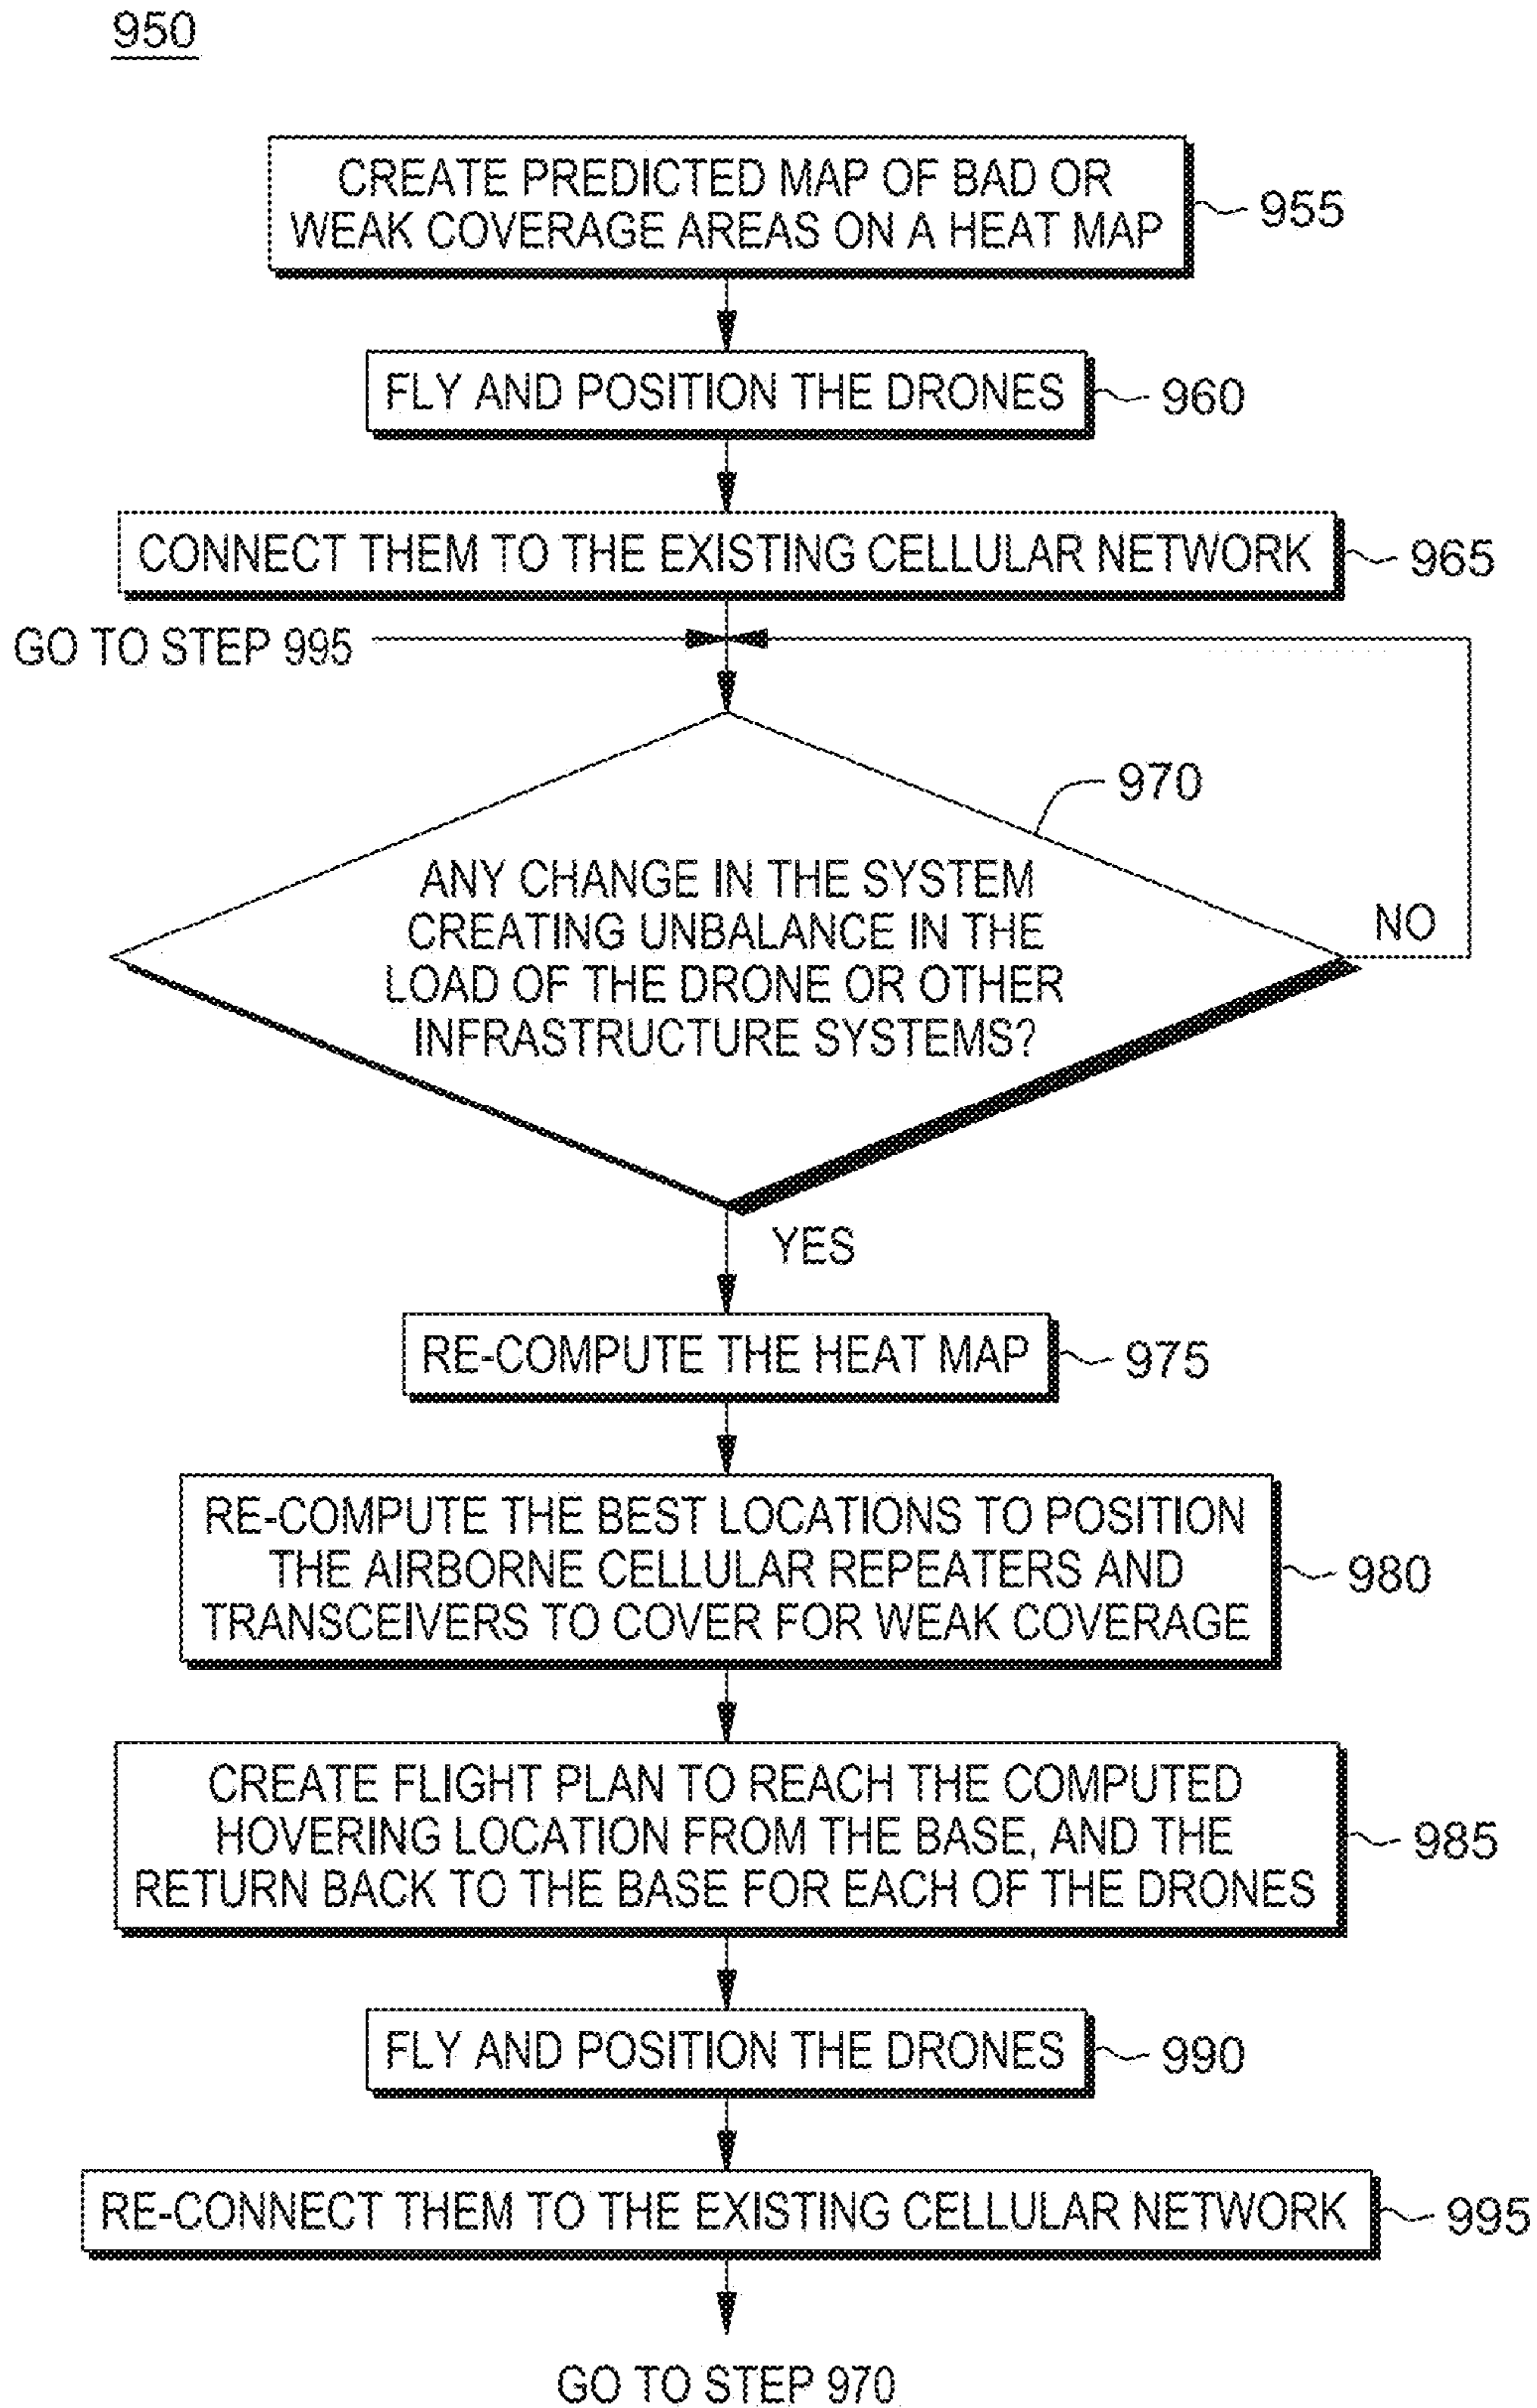 950
CREATE PREDICTED MAP OF BAD OR
WEAK COVERAGE AREAS ON A HEAT MAP
955
FLY AND POSITION THE DRONES
960
CONNECT THEM TO THE EXISTING CELLULAR NETWORK
965
GO TO STEP 995
970
ANY CHANGE IN THE SYSTEM
CREATING UNBALANCE IN THE
LOAD OF THE DRONE OR OTHER
INFRASTRUCTURE SYSTEMS?
NO
YES
RE-COMPUTE THE HEAT MAP
975
RE-COMPUTE THE BEST LOCATIONS TO POSITION
THE AIRBORNE CELLULAR REPEATERS AND
TRANSCEIVERS TO COVER FOR WEAK COVERAGE
980
CREATE FLIGHT PLAN TO REACH THE COMPUTED
HOVERING LOCATION FROM THE BASE, AND THE
RETURN BACK TO THE BASE FOR EACH OF THE DRONES
985
FLY AND POSITION THE DRONES
990
RE-CONNECT THEM TO THE EXISTING CELLULAR NETWORK
995
GO TO STEP 970